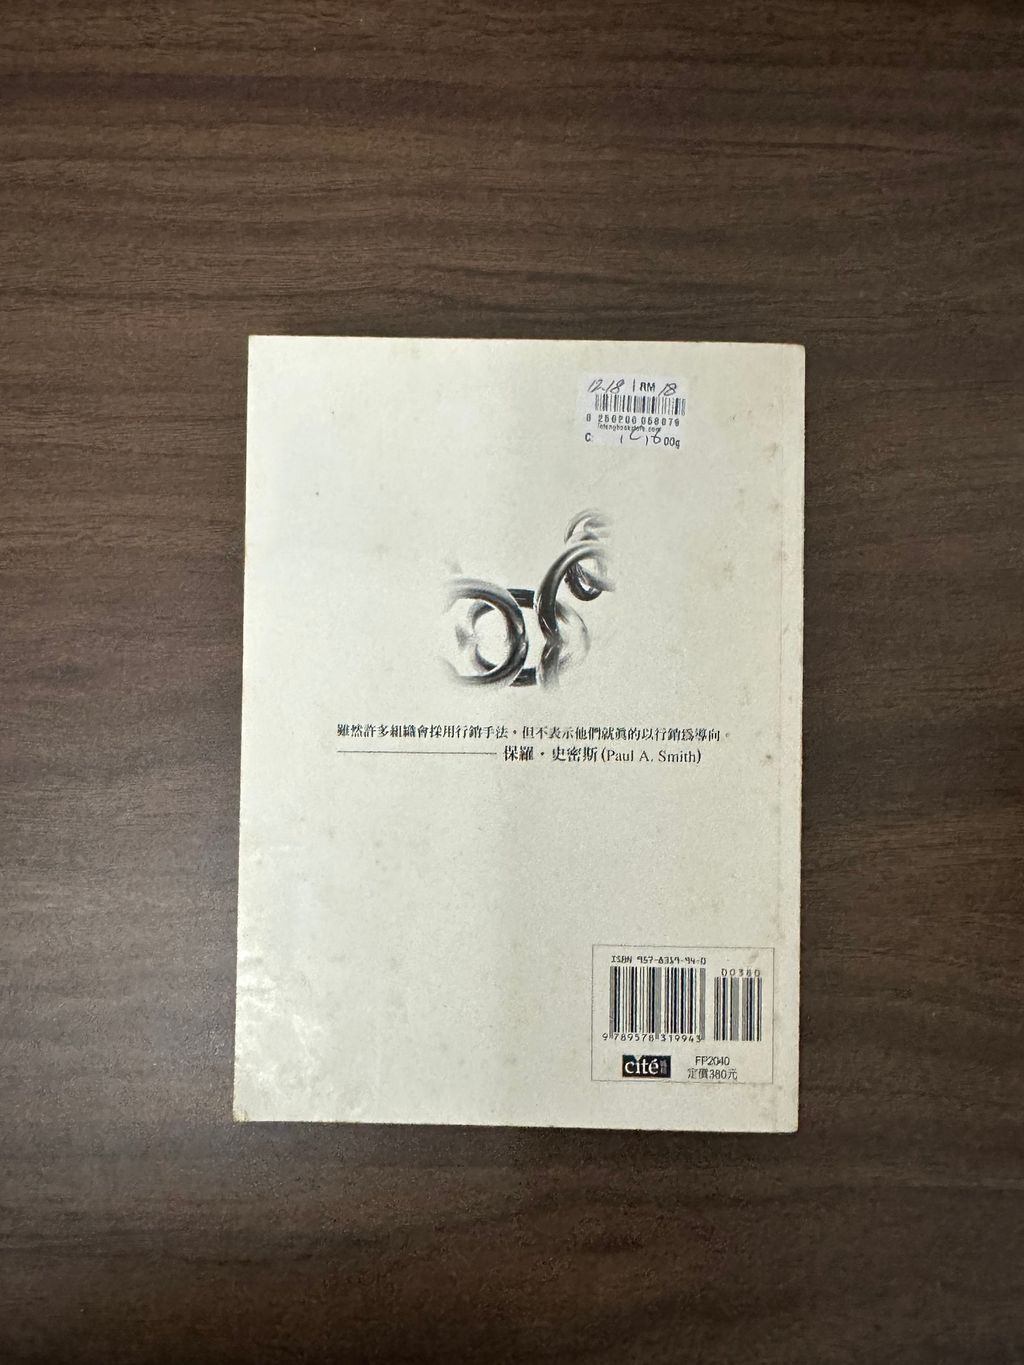 12.18 RM 18
0 250200 058079
C: 00g
雖然許多組織會採用行銷手法，但不表示他們就真的以行銷為導向。
保羅・史密斯(Paul A. Smith)
ISBN 957-8319-94-0
00380
9 789578 319943
cité 城邦 FP2040
定價380元